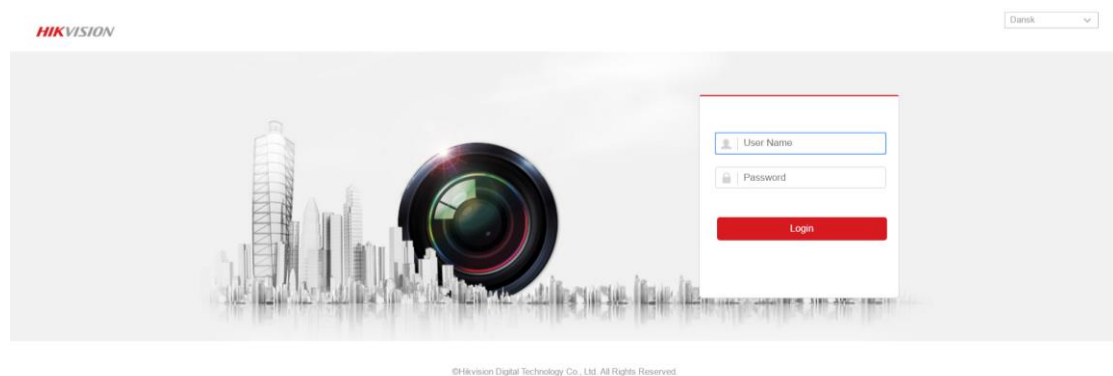 HIKVISION
Dansk
User Name
Password
Login
©Hikvision Digital Technology Co., Ltd. All Rights Reserved.